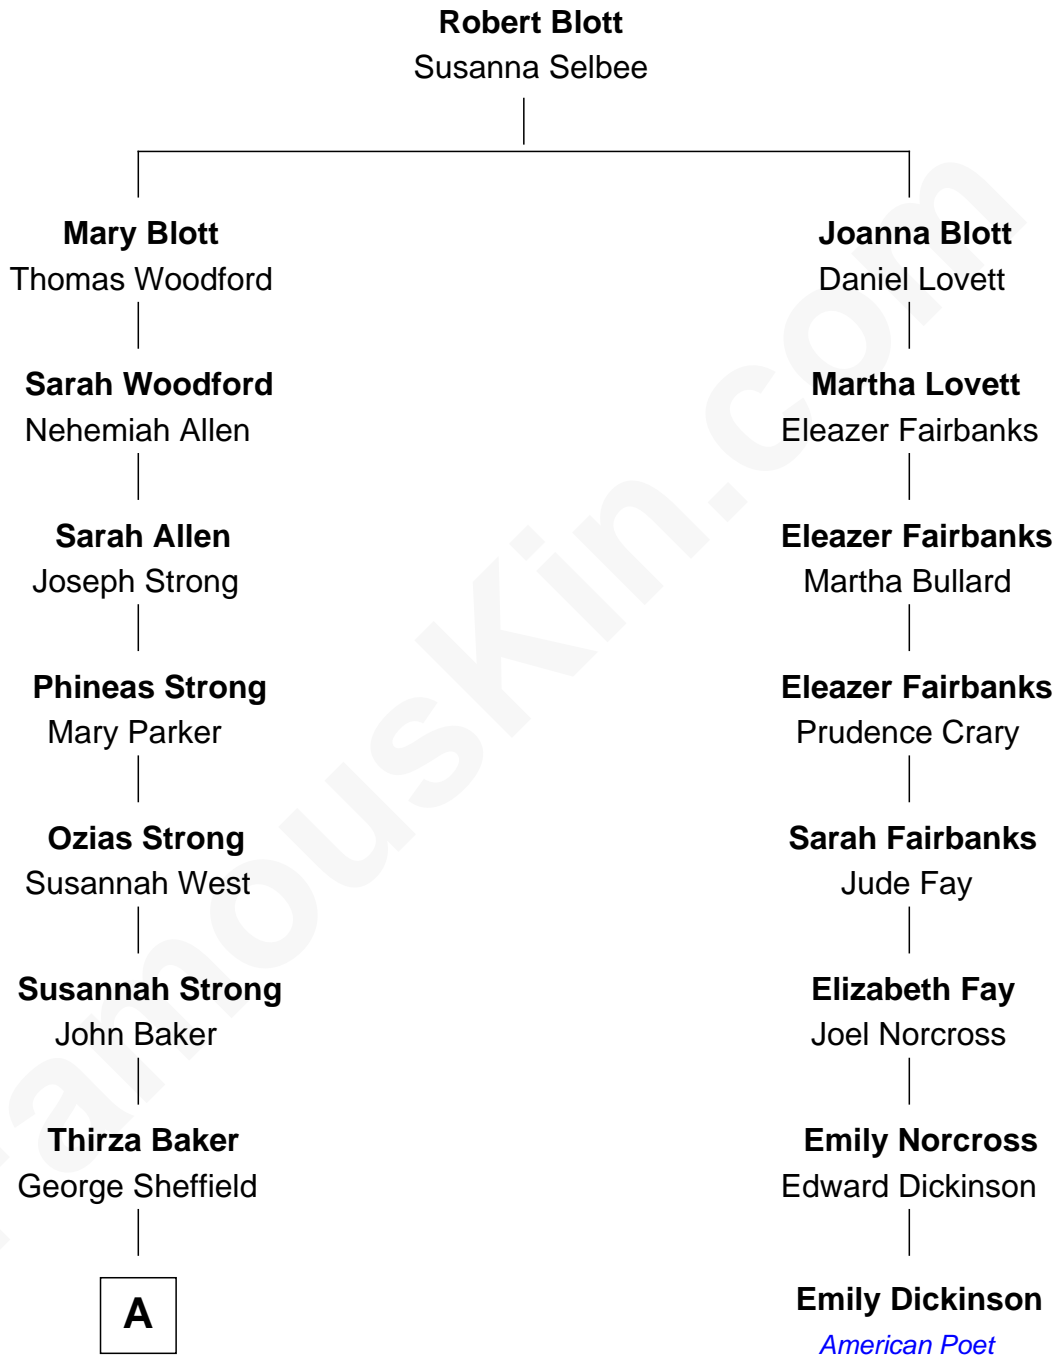 Robert Blott
Susanna Selbee
Mary Blott
Thomas Woodford
Joanna Blott
Daniel Lovett
Sarah Woodford
Nehemiah Allen
Martha Lovett
Eleazer Fairbanks
Sarah Allen
Joseph Strong
Eleazer Fairbanks
Martha Bullard
Phineas Strong
Mary Parker
Eleazer Fairbanks
Prudence Crary
Ozias Strong
Susannah West
Sarah Fairbanks
Jude Fay
Susannah Strong
John Baker
Elizabeth Fay
Joel Norcross
Thirza Baker
George Sheffield
Emily Norcross
Edward Dickinson
A
Emily Dickinson
American Poet
FamousKin.com